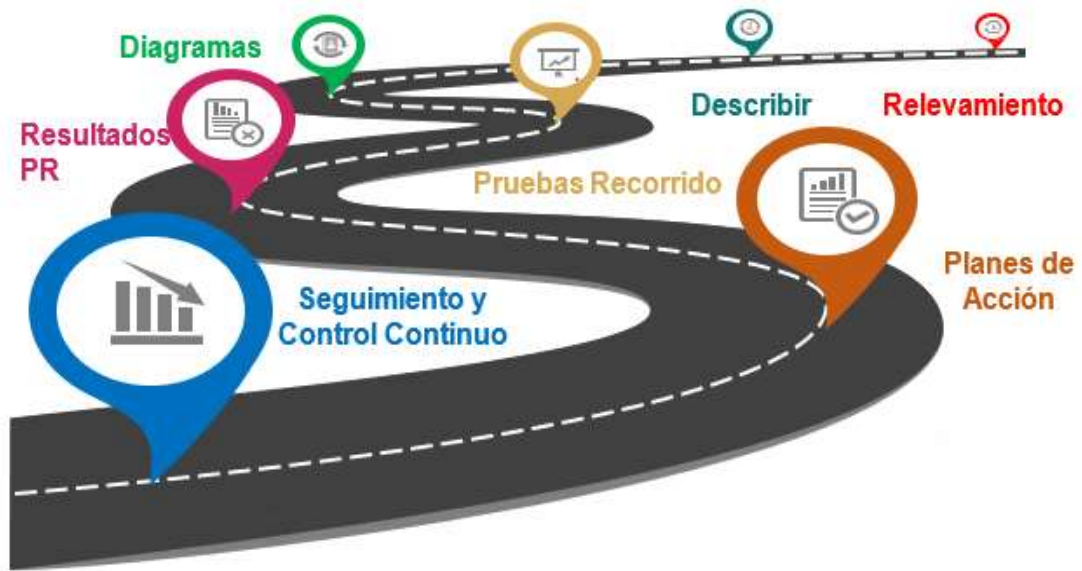 Diagramas
Describir
Relevamiento
Resultados
PR
Pruebas Recorrido
Planes de
Acción
Seguimiento y
Control Continuo